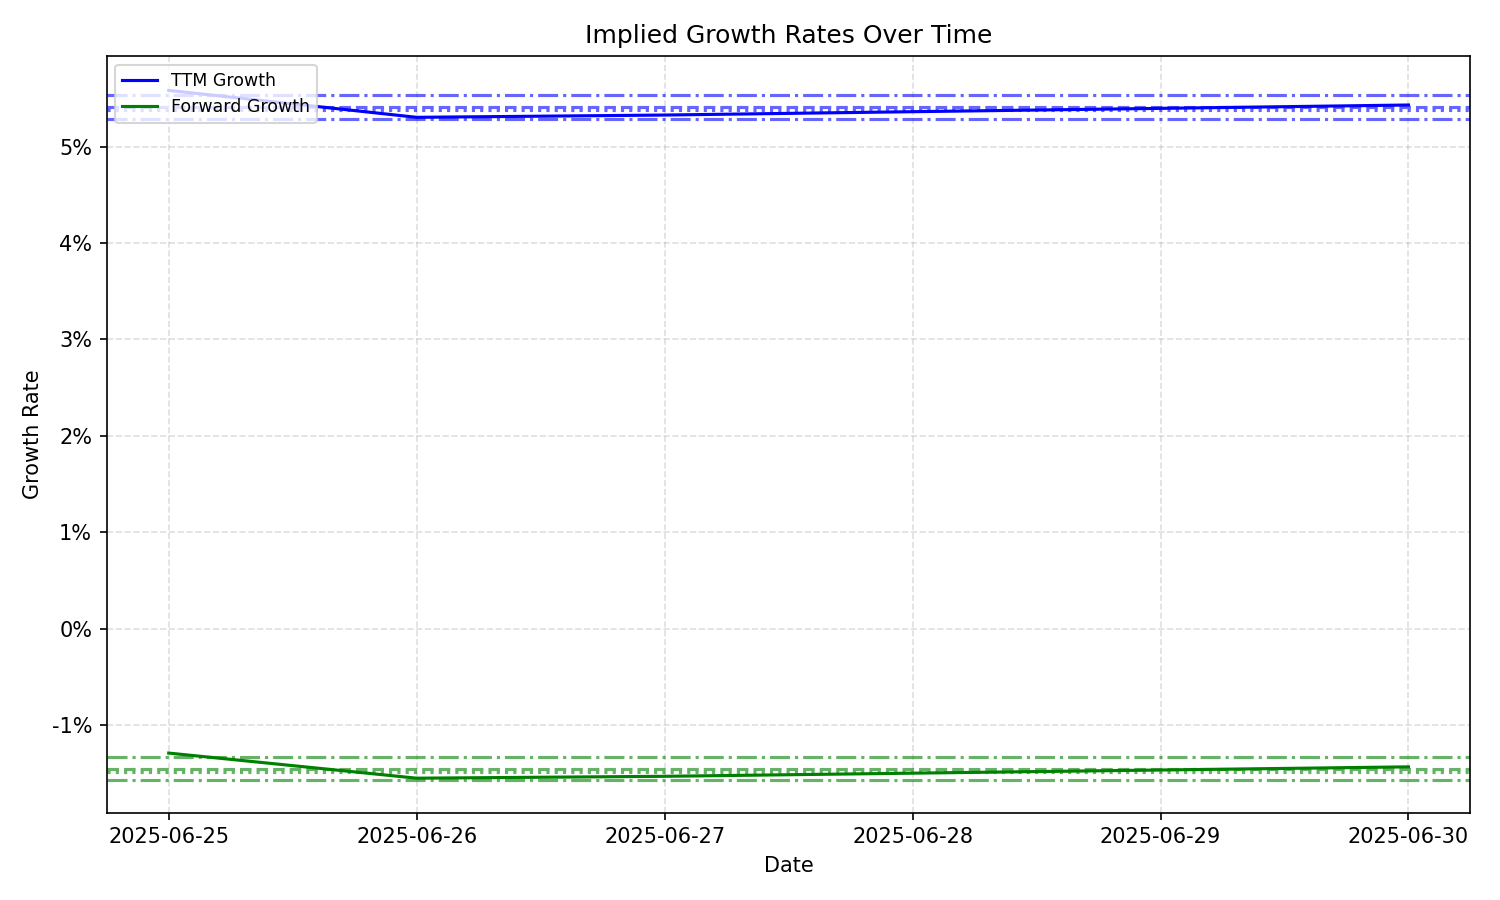 Implied Growth Rates Over Time
TTM Growth
Forward Growth
5%
4%
3%
2%
1%
0%
-1%
Growth Rate
2025-06-25
2025-06-26
2025-06-27
2025-06-28
2025-06-29
2025-06-30
Date